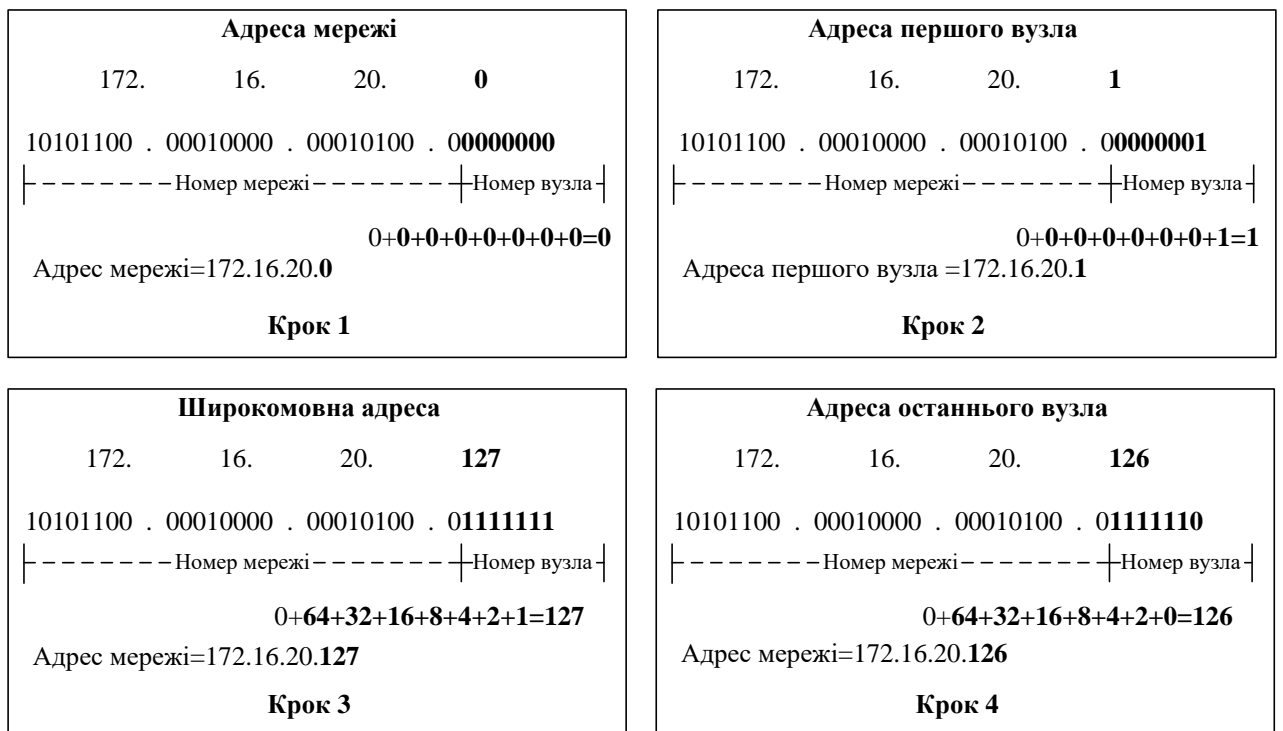 Адреса мережі
172. 16. 20. 0
10101100 . 00010000 . 00010100 . 00000000
Номер мережі Номер вузла
0+0+0+0+0+0+0+0=0
Адрес мережі=172.16.20.0
Крок 1
Адреса першого вузла
172. 16. 20. 1
10101100 . 00010000 . 00010100 . 00000001
Номер мережі Номер вузла
0+0+0+0+0+0+0+1=1
Адреса першого вузла =172.16.20.1
Крок 2
Широкомовна адреса
172. 16. 20. 127
10101100 . 00010000 . 00010100 . 01111111
Номер мережі Номер вузла
0+64+32+16+8+4+2+1=127
Адрес мережі=172.16.20.127
Крок 3
Адреса останнього вузла
172. 16. 20. 126
10101100 . 00010000 . 00010100 . 01111110
Номер мережі Номер вузла
0+64+32+16+8+4+2+0=126
Адрес мережі=172.16.20.126
Крок 4